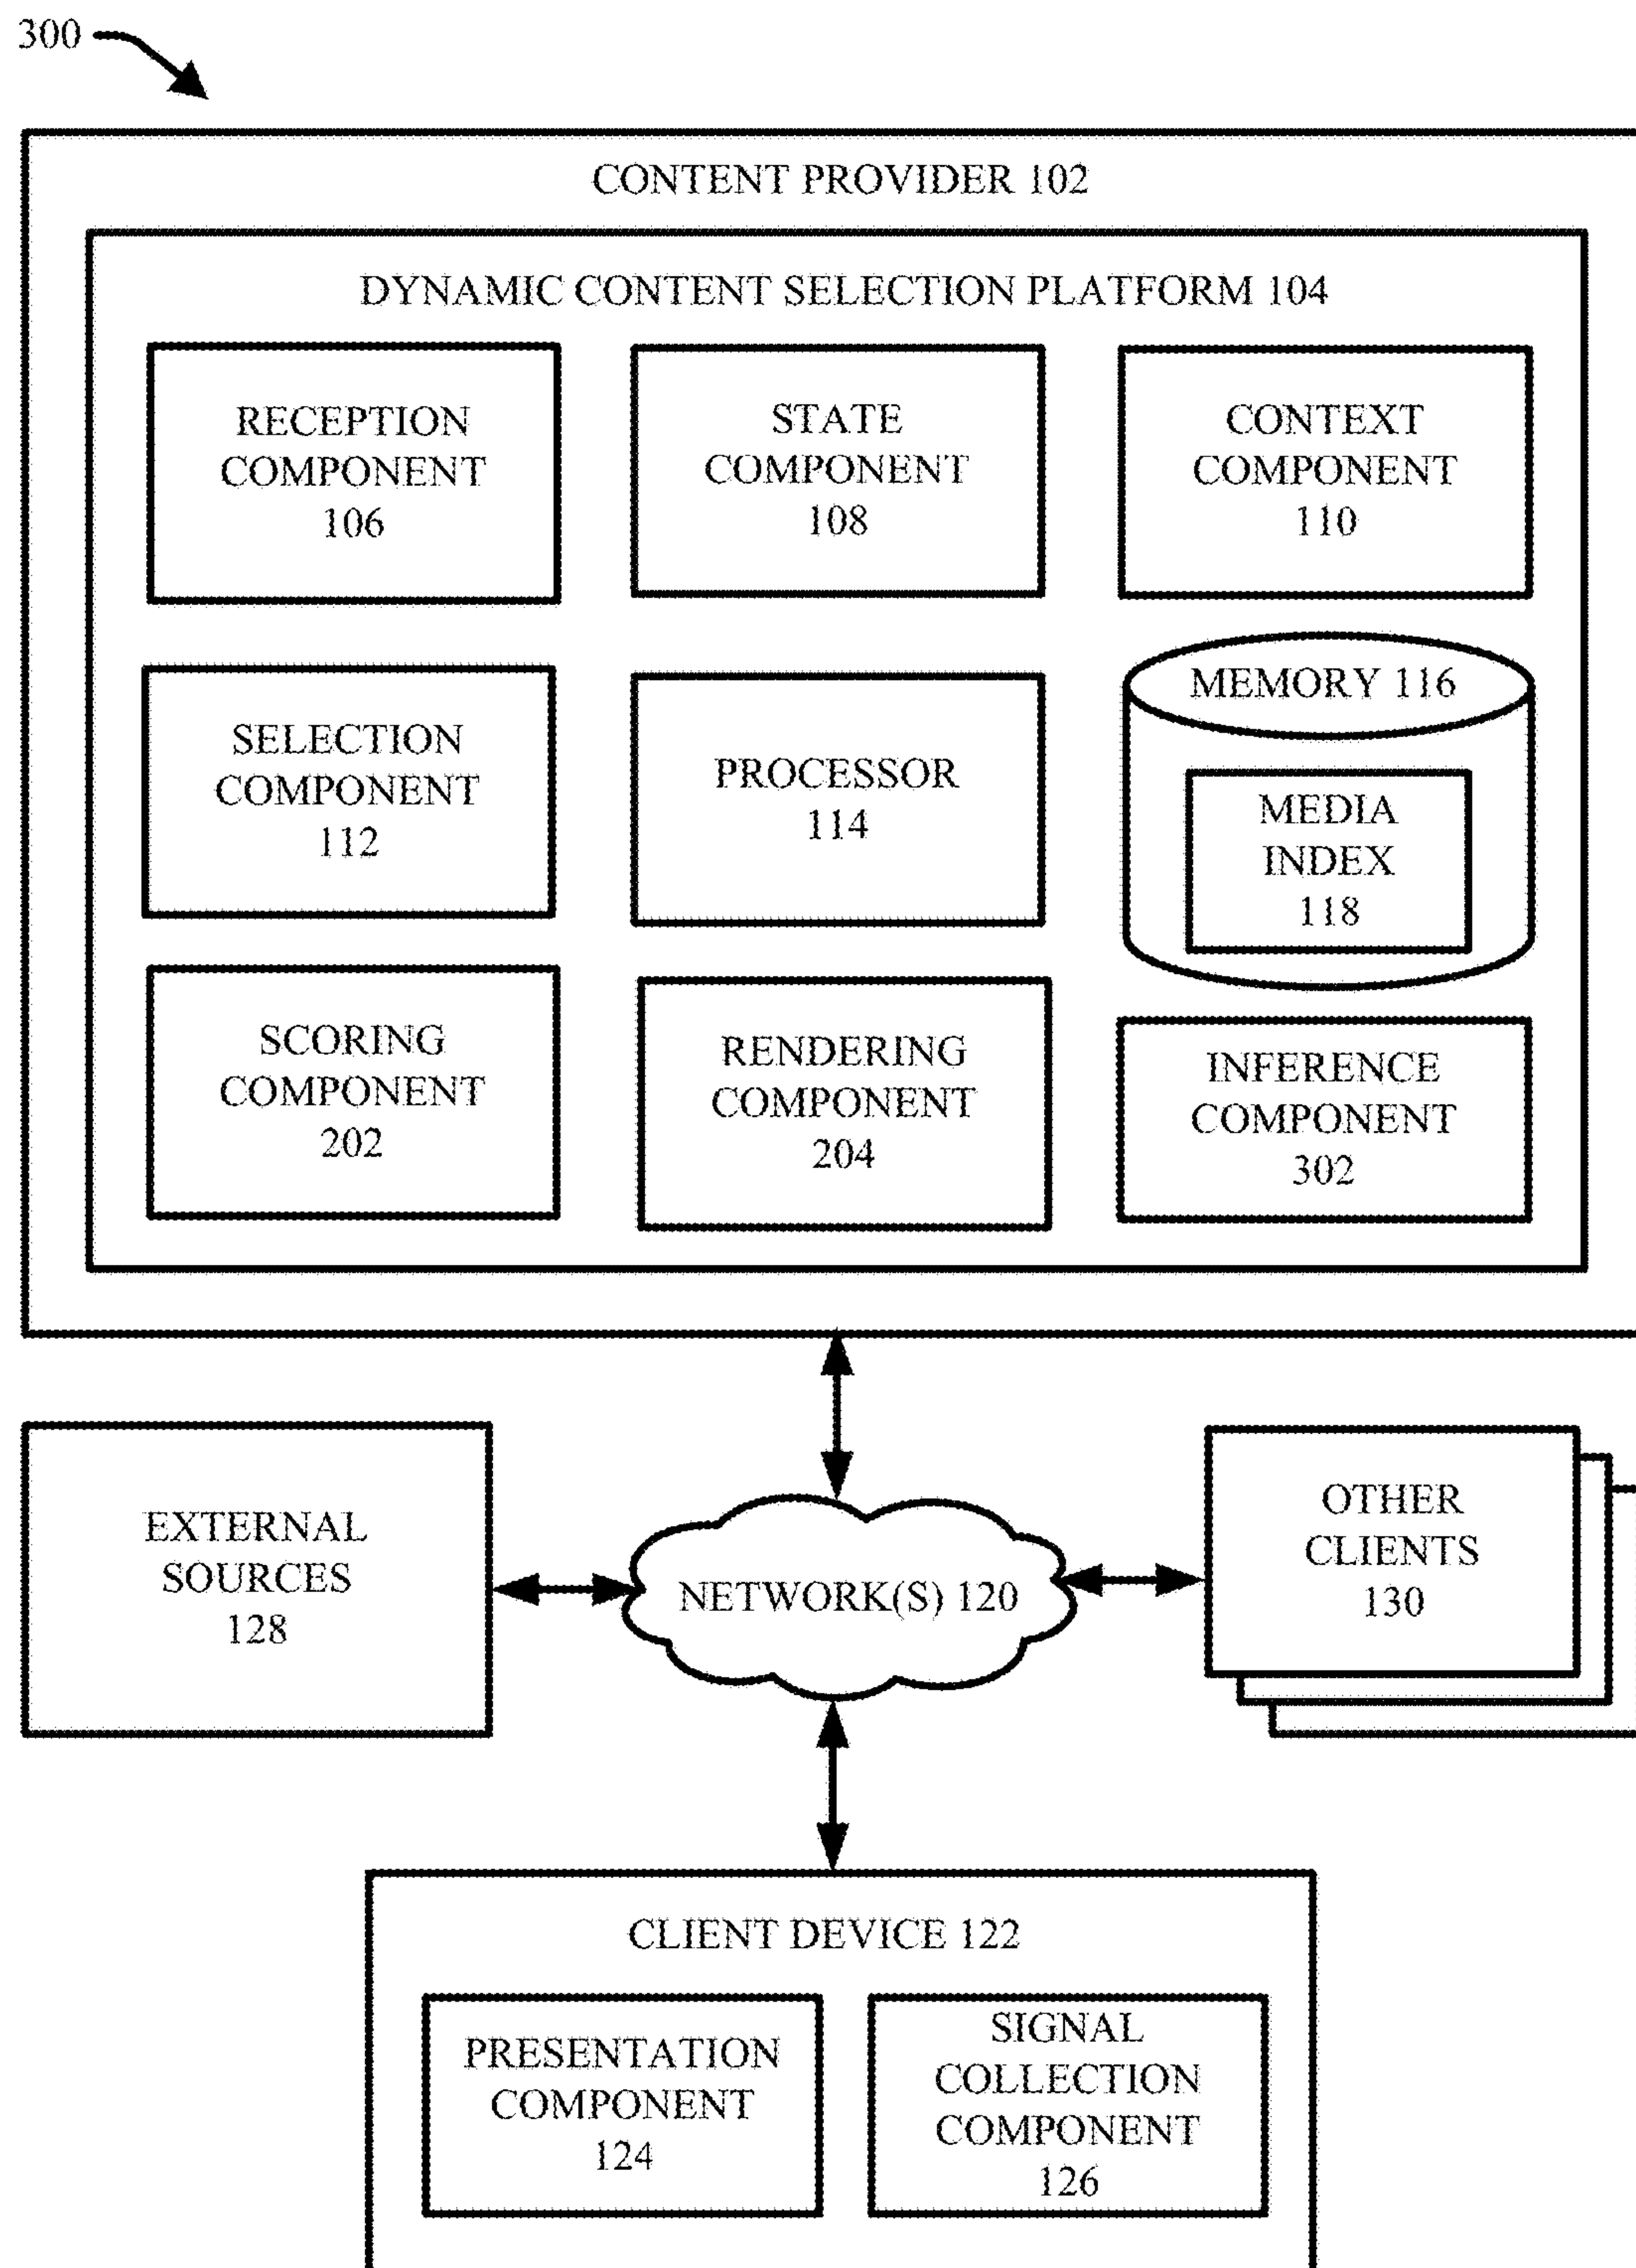 300
CONTENT PROVIDER 102
DYNAMIC CONTENT SELECTION PLATFORM 104
RECEPTION
COMPONENT
106
STATE
COMPONENT
108
CONTEXT
COMPONENT
110
SELECTION
COMPONENT
112
PROCESSOR
114
MEMORY 116
MEDIA
INDEX
118
SCORING
COMPONENT
202
RENDERING
COMPONENT
204
INFERENCE
COMPONENT
302
EXTERNAL
SOURCES
128
NETWORK(S) 120
OTHER
CLIENTS
130
CLIENT DEVICE 122
PRESENTATION
COMPONENT
124
SIGNAL
COLLECTION
COMPONENT
126